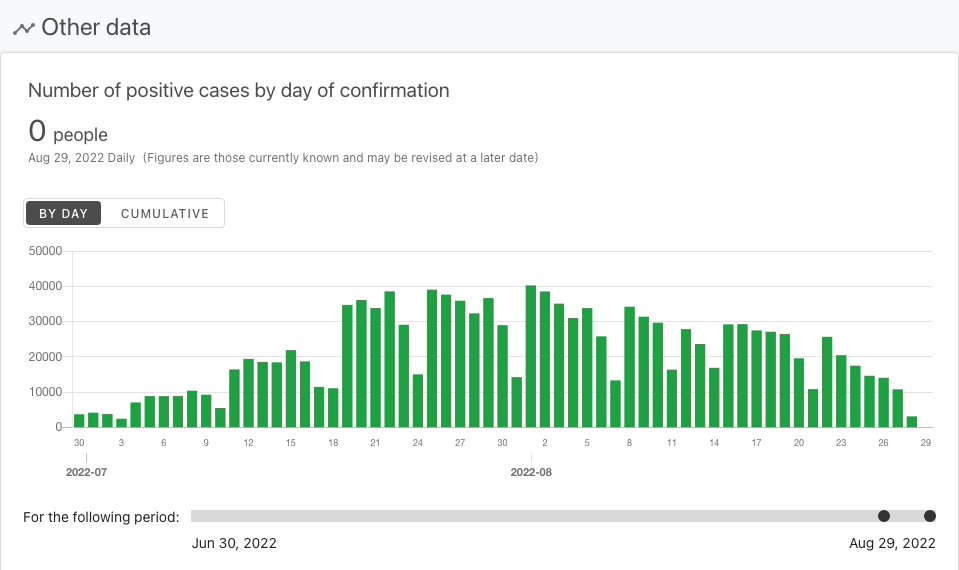 Other data
Number of positive cases by day of confirmation
0 people
Aug 29, 2022 Daily (Figures are those currently known and may be revised at a later date)
BY DAY CUMULATIVE
50000
40000
30000
20000
10000
0
30 3 6 9 12 15 18 21 24 27 30 2 5 8 11 14 17 20 23 26 29
2022-07 2022-08
For the following period:
Jun 30, 2022 Aug 29, 2022